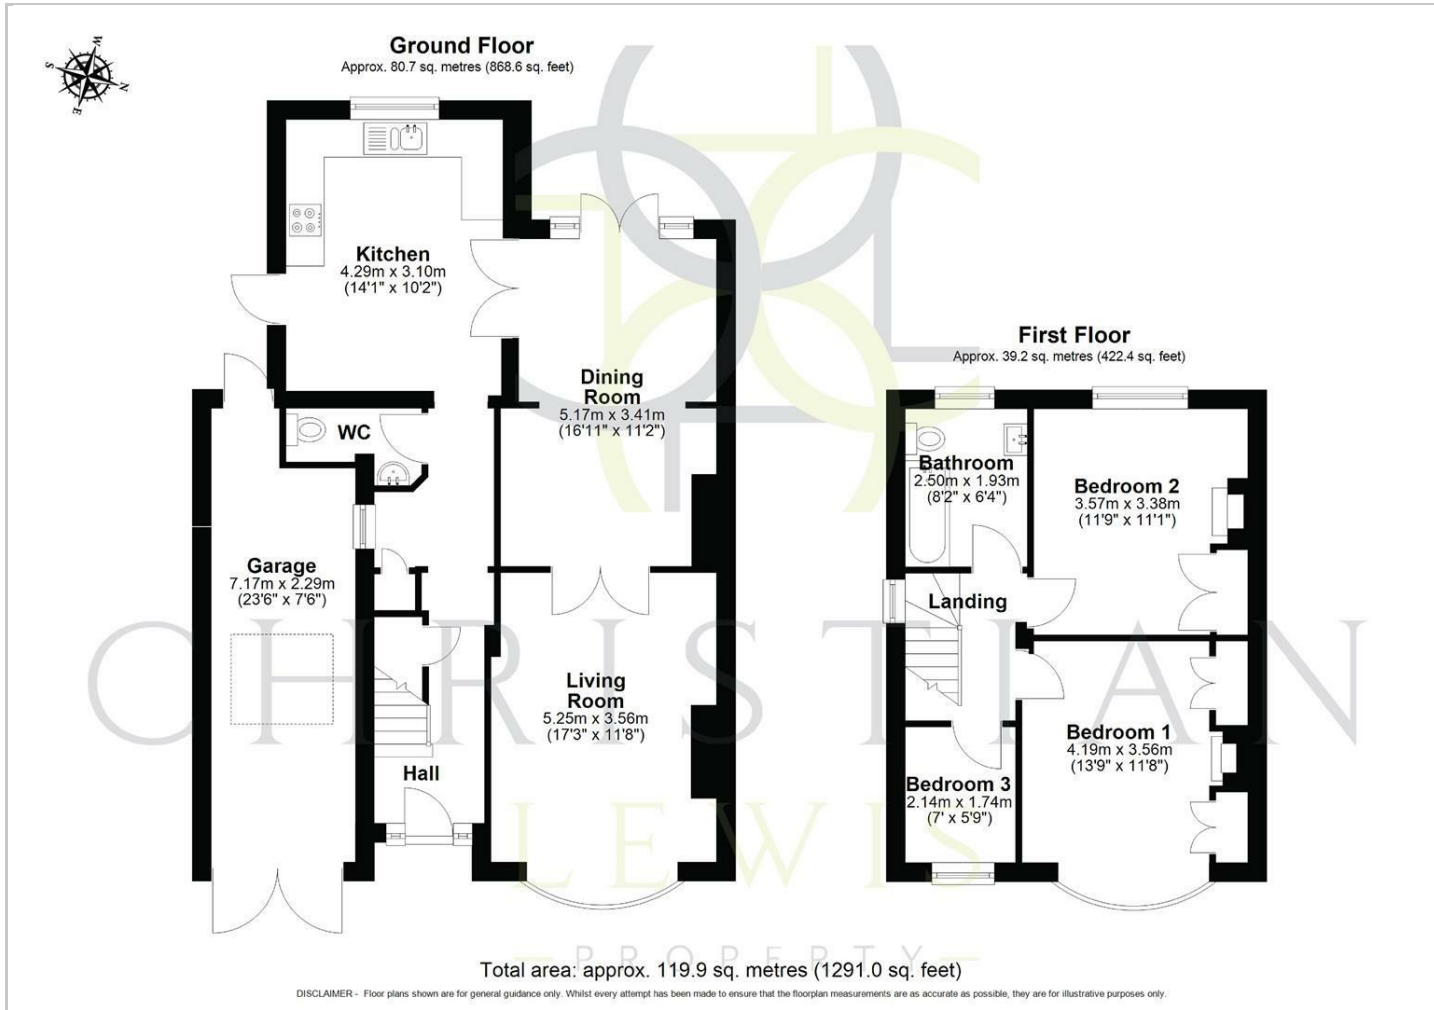 W
S
N
E
Ground Floor
Approx. 80.7 sq. metres (868.6 sq. feet)
Kitchen
4.29m x 3.10m
(14'1" x 10'2")
Dining
Room
5.17m x 3.41m
(16'11" x 11'2")
WC
Garage
7.17m x 2.29m
(23'6" x 7'6")
Living
Room
5.25m x 3.56m
(17'3" x 11'8")
Hall
First Floor
Approx. 39.2 sq. metres (422.4 sq. feet)
Bathroom
2.50m x 1.93m
(8'2" x 6'4")
Bedroom 2
3.57m x 3.38m
(11'9" x 11'1")
Landing
Bedroom 1
4.19m x 3.56m
(13'9" x 11'8")
Bedroom 3
2.14m x 1.74m
(7' x 5'9")
CHRISTIAN
LEWIS
PROPERTY
Total area: approx. 119.9 sq. metres (1291.0 sq. feet)
DISCLAIMER - Floor plans shown are for general guidance only. Whilst every attempt has been made to ensure that the floorplan measurements are as accurate as possible, they are for illustrative purposes only.